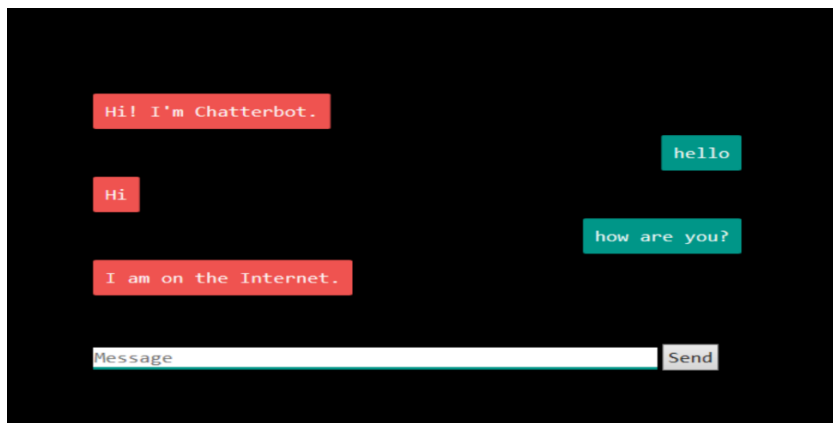 Hi! I'm Chatterbot.
hello
Hi
how are you?
I am on the Internet.
Message
Send